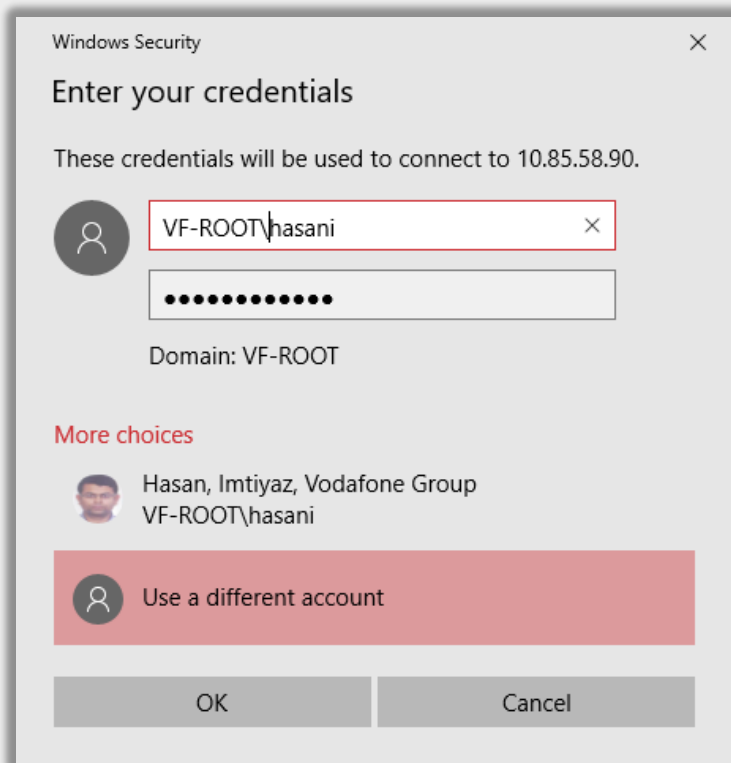 Windows Security
Enter your credentials
These credentials will be used to connect to 10.85.58.90.
VF-ROOT\hasani
●●●●●●●●●●●●
Domain: VF-ROOT
More choices
Hasan, Imtiyaz, Vodafone Group
VF-ROOT\hasani
Use a different account
OK Cancel